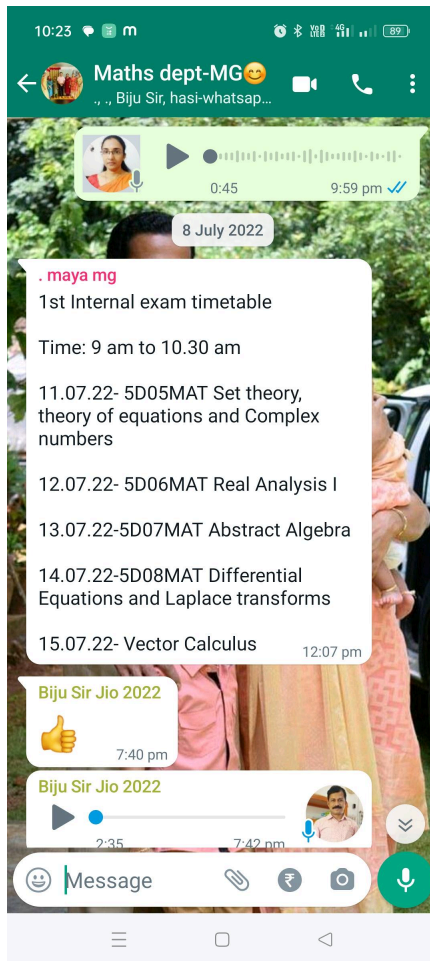 10:23
VoD
4G
89
Maths dept-MG😊
., ., Biju Sir, hasi-whatsap...
0:45
9:59 pm
8 July 2022
. maya mg
1st Internal exam timetable
Time: 9 am to 10.30 am
11.07.22- 5D05MAT Set theory,
theory of equations and Complex
numbers
12.07.22- 5D06MAT Real Analysis I
13.07.22-5D07MAT Abstract Algebra
14.07.22-5D08MAT Differential
Equations and Laplace transforms
15.07.22- Vector Calculus
12:07 pm
Biju Sir Jio 2022
👍
7:40 pm
Biju Sir Jio 2022
2:35
7:42 pm
Message